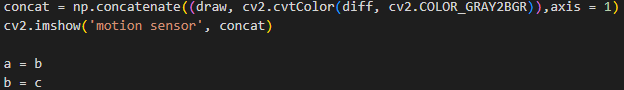 concat = np.concatenate((draw, cv2.cvtColor(diff, cv2.COLOR_GRAY2BGR)),axis = 1)
cv2.imshow('motion sensor', concat)
a = b
b = c